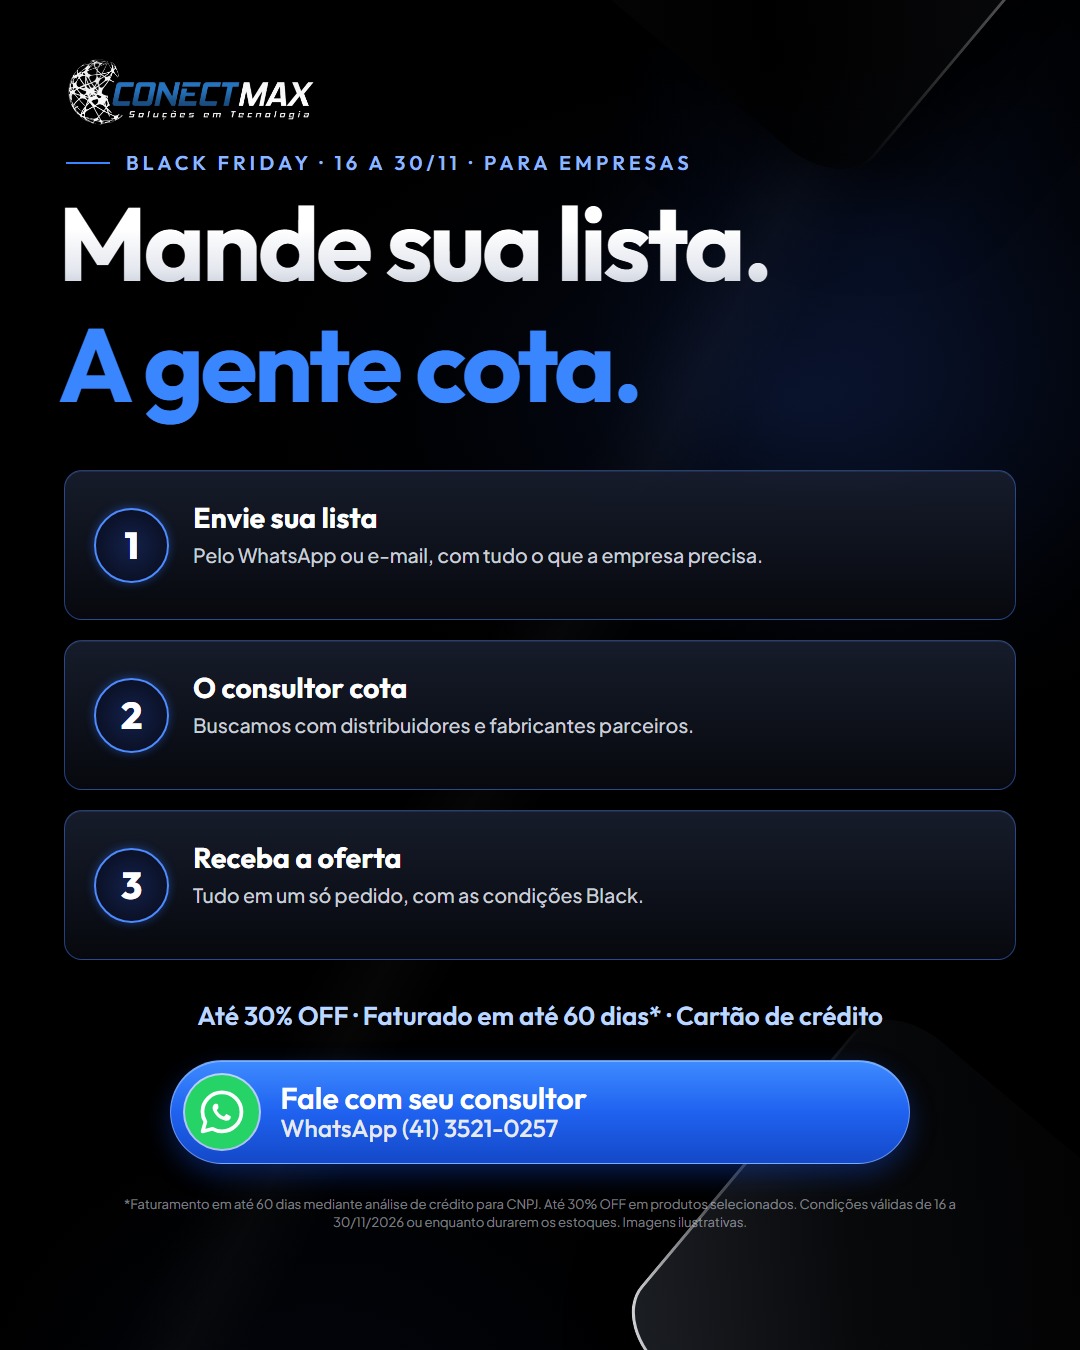 CONECTMAX
Soluções em Tecnologia
BLACK FRIDAY · 16 A 30/11 · PARA EMPRESAS
Mande sua lista.
A gente cota.
1
Envie sua lista
Pelo WhatsApp ou e-mail, com tudo o que a empresa precisa.
2
O consultor cota
Buscamos com distribuidores e fabricantes parceiros.
3
Receba a oferta
Tudo em um só pedido, com as condições Black.
Até 30% OFF · Faturado em até 60 dias* · Cartão de crédito
Fale com seu consultor
WhatsApp (41) 3521-0257
*Faturamento em até 60 dias mediante análise de crédito para CNPJ. Até 30% OFF em produtos selecionados. Condições válidas de 16 a
30/11/2026 ou enquanto durarem os estoques. Imagens ilustrativas.